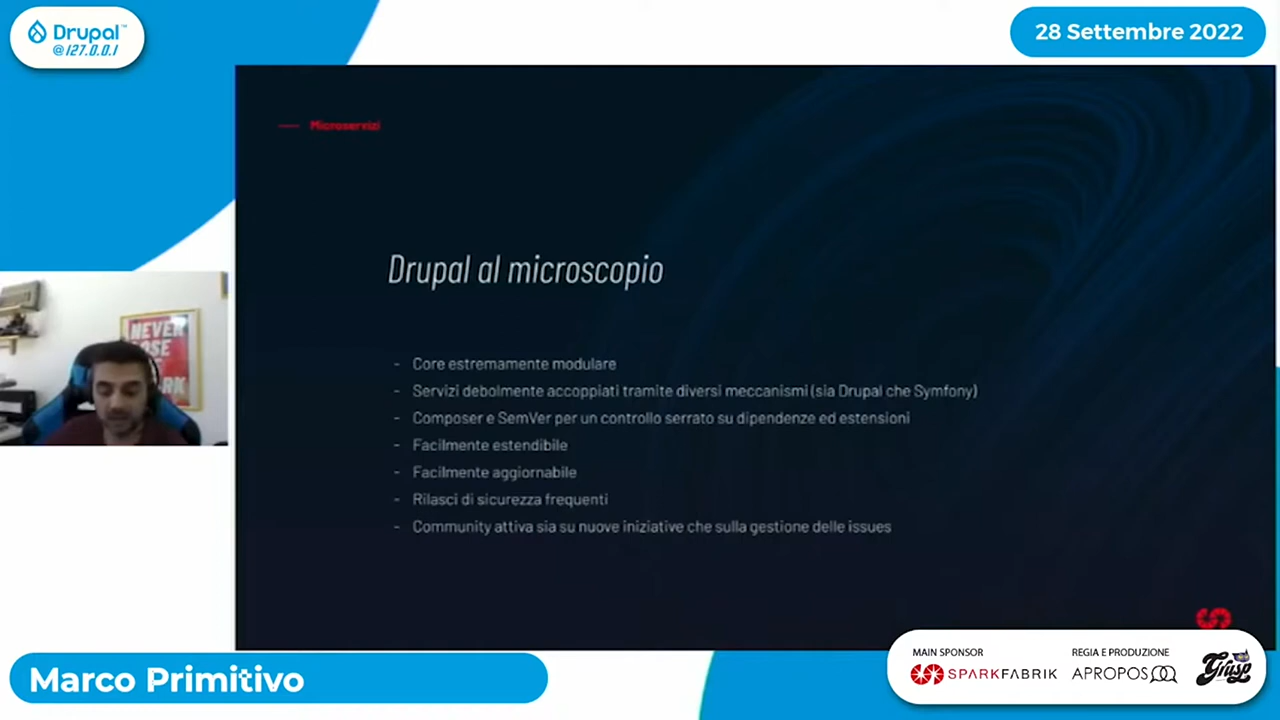 Drupal™
@127.0.0.1
28 Settembre 2022
Microservizi
Drupal al microscopio
- Core estremamente modulare
- Servizi debolmente accoppiati tramite diversi meccanismi (sia Drupal che Symfony)
- Composer e SemVer per un controllo serrato su dipendenze ed estensioni
- Facilmente estendibile
- Facilmente aggiornabile
- Rilasci di sicurezza frequenti
- Community attiva sia su nuove iniziative che sulla gestione delle issues
NEVER
Marco Primitivo
MAIN SPONSOR
SPARKFABRIK
REGIA E PRODUZIONE
APROPOS
Grasp